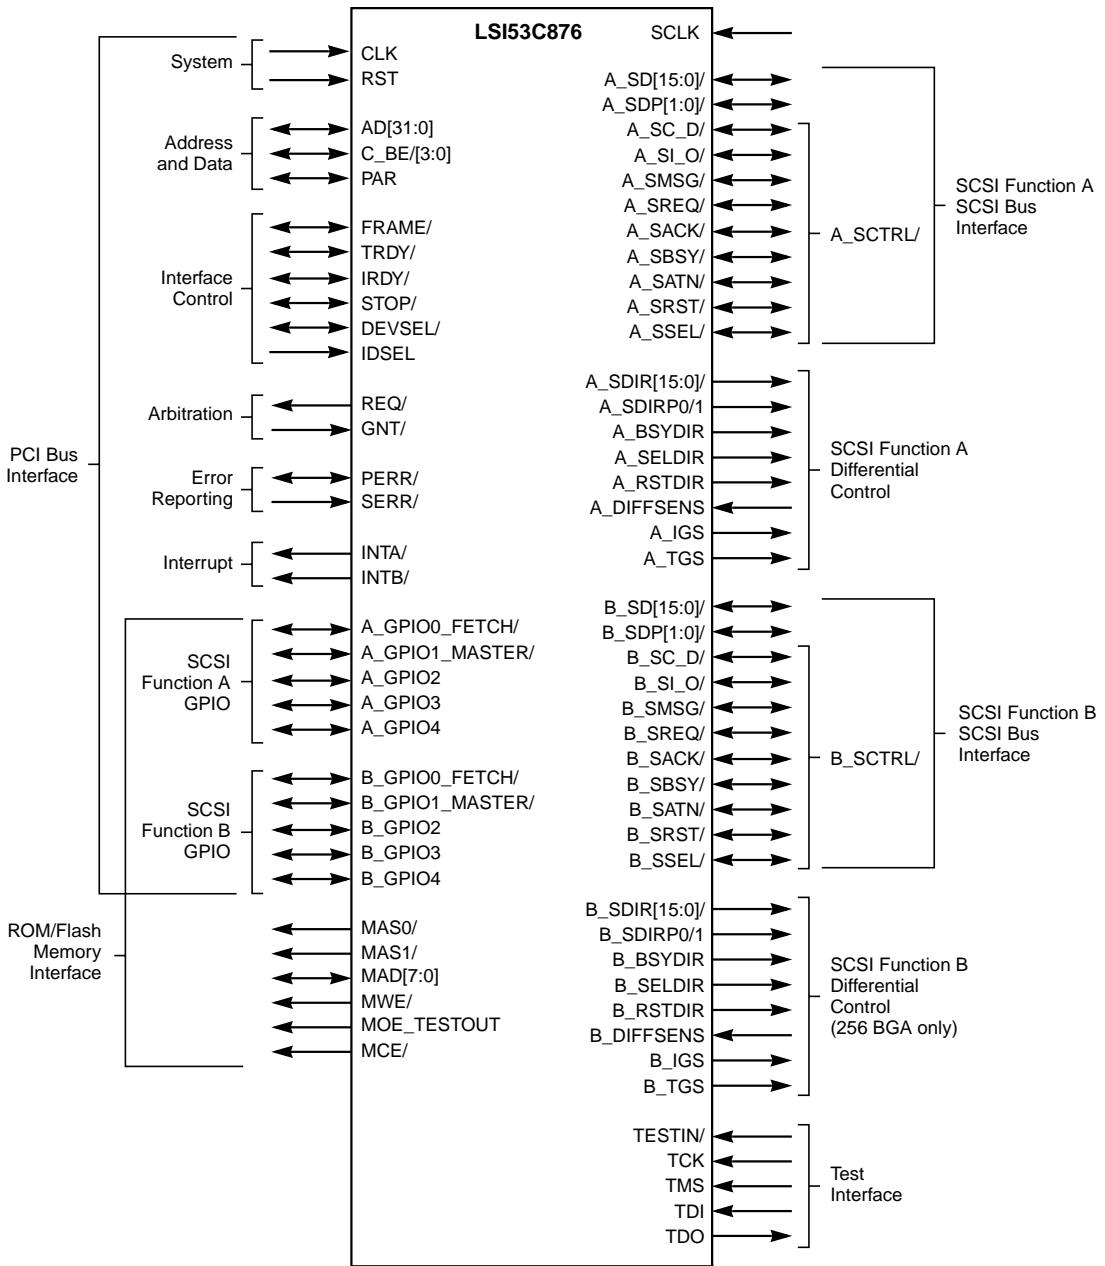 LSI53C876
PCI Bus
Interface
System
CLK
RST
Address
and Data
AD[31:0]
C_BE/[3:0]
PAR
Interface
Control
FRAME/
TRDY/
IRDY/
STOP/
DEVSEL/
IDSEL
Arbitration
REQ/
GNT/
Error
Reporting
PERR/
SERR/
Interrupt
INTA/
INTB/
SCSI
Function A
GPIO
A_GPIO0_FETCH/
A_GPIO1_MASTER/
A_GPIO2
A_GPIO3
A_GPIO4
SCSI
Function B
GPIO
B_GPIO0_FETCH/
B_GPIO1_MASTER/
B_GPIO2
B_GPIO3
B_GPIO4
ROM/Flash
Memory
Interface
MAS0/
MAS1/
MAD[7:0]
MWE/
MOE_TESTOUT
MCE/
SCLK
A_SD[15:0]/
A_SDP[1:0]/
A_SC_D/
A_SI_O/
A_SMSG/
A_SREQ/
A_SACK/
A_SBSY/
A_SATN/
A_SRST/
A_SSEL/
A_SCTRL/
SCSI Function A
SCSI Bus
Interface
A_SDIR[15:0]/
A_SDIRP0/1
A_BSYDIR
A_SELDIR
A_RSTDIR
A_DIFFSENS
A_IGS
A_TGS
SCSI Function A
Differential
Control
B_SD[15:0]/
B_SDP[1:0]/
B_SC_D/
B_SI_O/
B_SMSG/
B_SREQ/
B_SACK/
B_SBSY/
B_SATN/
B_SRST/
B_SSEL/
B_SCTRL/
SCSI Function B
SCSI Bus
Interface
B_SDIR[15:0]/
B_SDIRP0/1
B_BSYDIR
B_SELDIR
B_RSTDIR
B_DIFFSENS
B_IGS
B_TGS
SCSI Function B
Differential
Control
(256 BGA only)
TESTIN/
TCK
TMS
TDI
TDO
Test
Interface